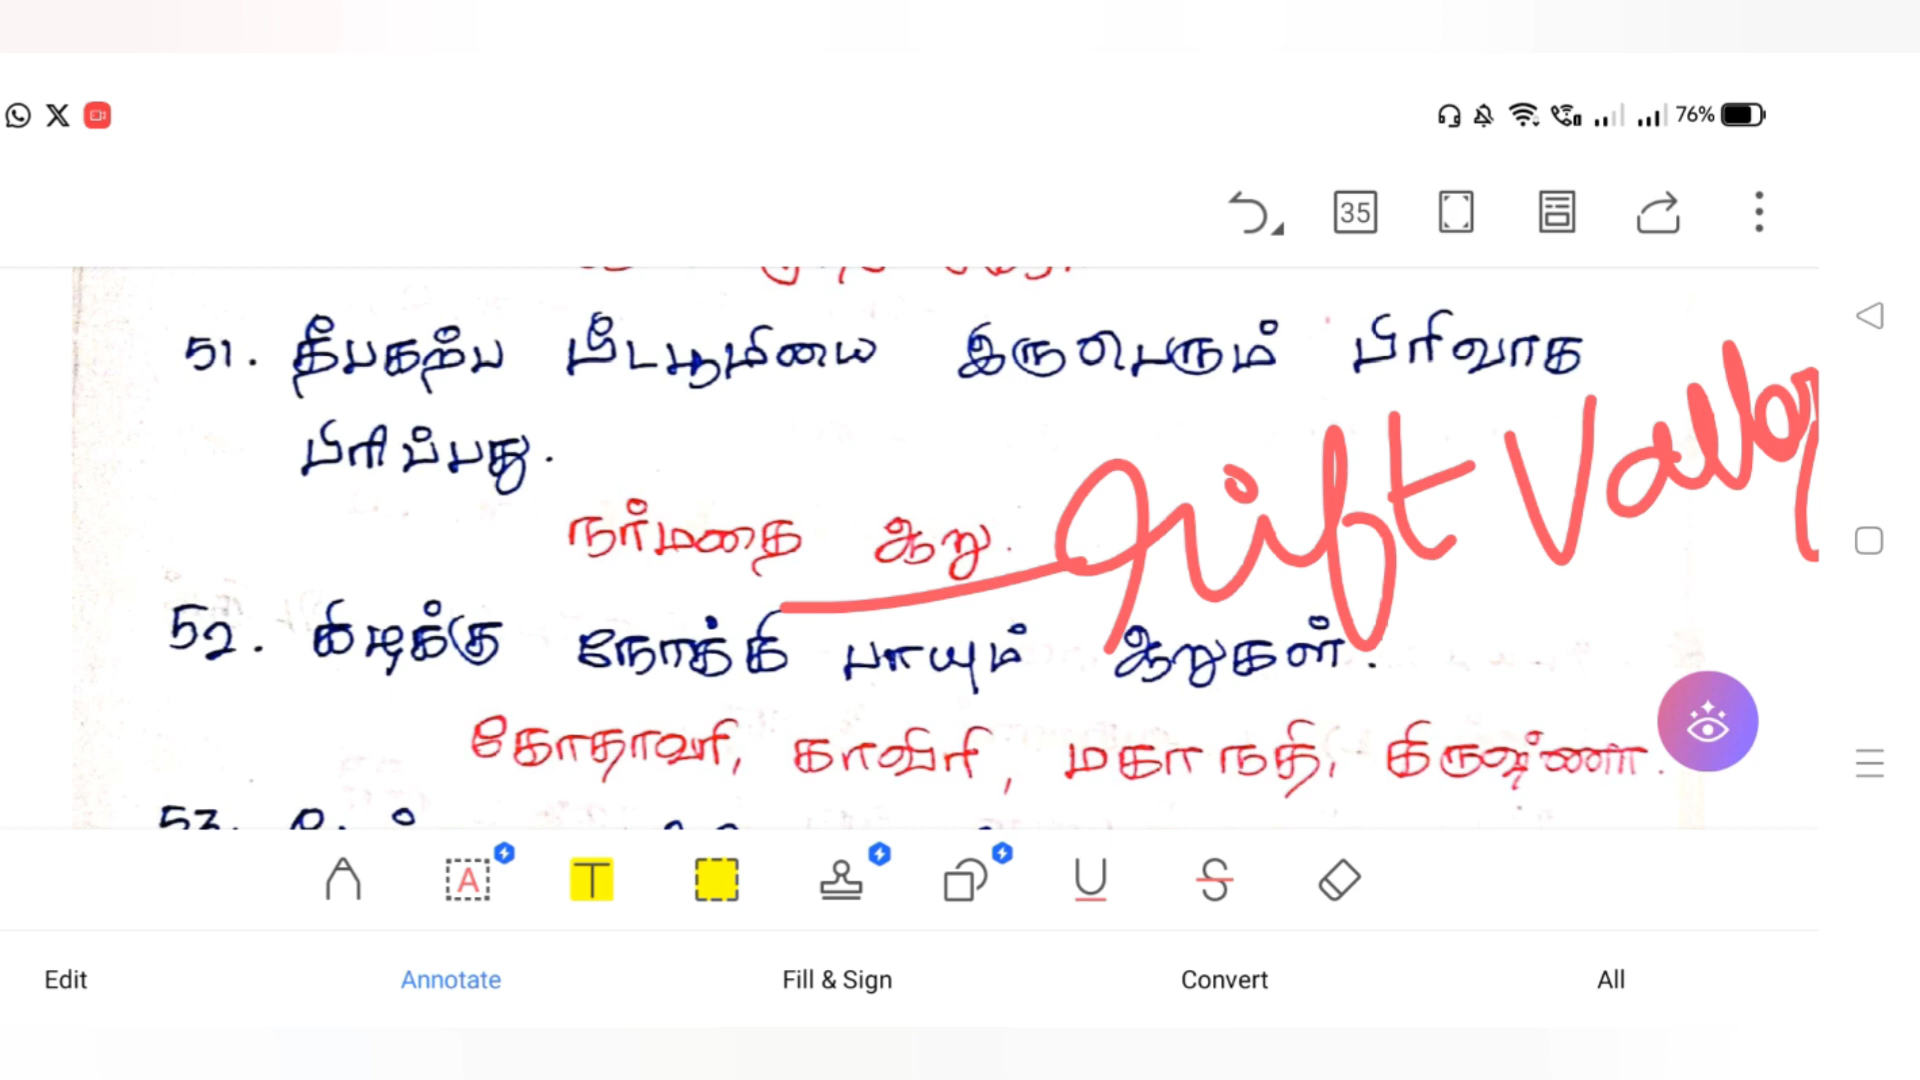 76%
35
51. தீபகற்ப பீடபூமியை இருபெரும் பிரிவாக
பிரிப்பது.
நர்மதை ஆறு.
Rift Valley
52. கிழக்கு நோக்கி பாயும் ஆறுகள்.
கோதாவரி, காவிரி, மகாநதி, கிருஷ்ணா.
53.
Edit Annotate Fill & Sign Convert All